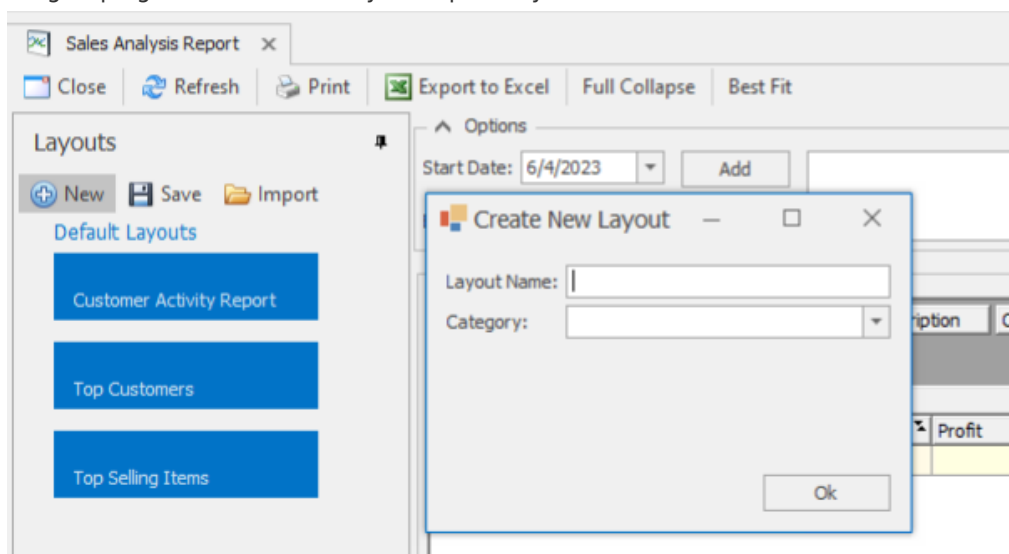 Sales Analysis Report
Close Refresh Print Export to Excel Full Collapse Best Fit
Layouts
New Save Import
Default Layouts
Customer Activity Report
Top Customers
Top Selling Items
Options
Start Date: 6/4/2023 Add
Create New Layout
Layout Name:
Category:
Ok
Profit